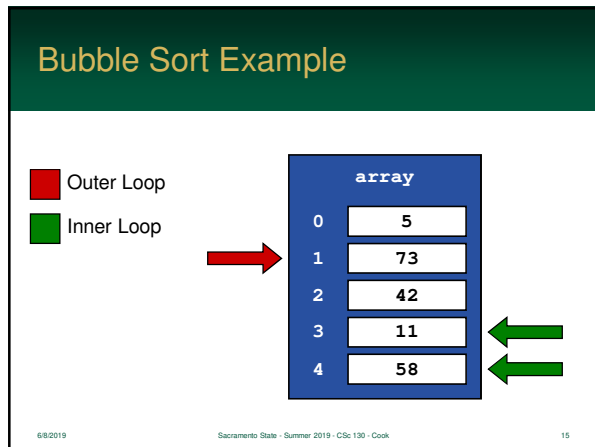 Bubble Sort Example
Outer Loop
Inner Loop
array
0 5
1 73
2 42
3 11
4 58
6/8/2019 Sacramento State - Summer 2019 - CSc 130 - Cook 15